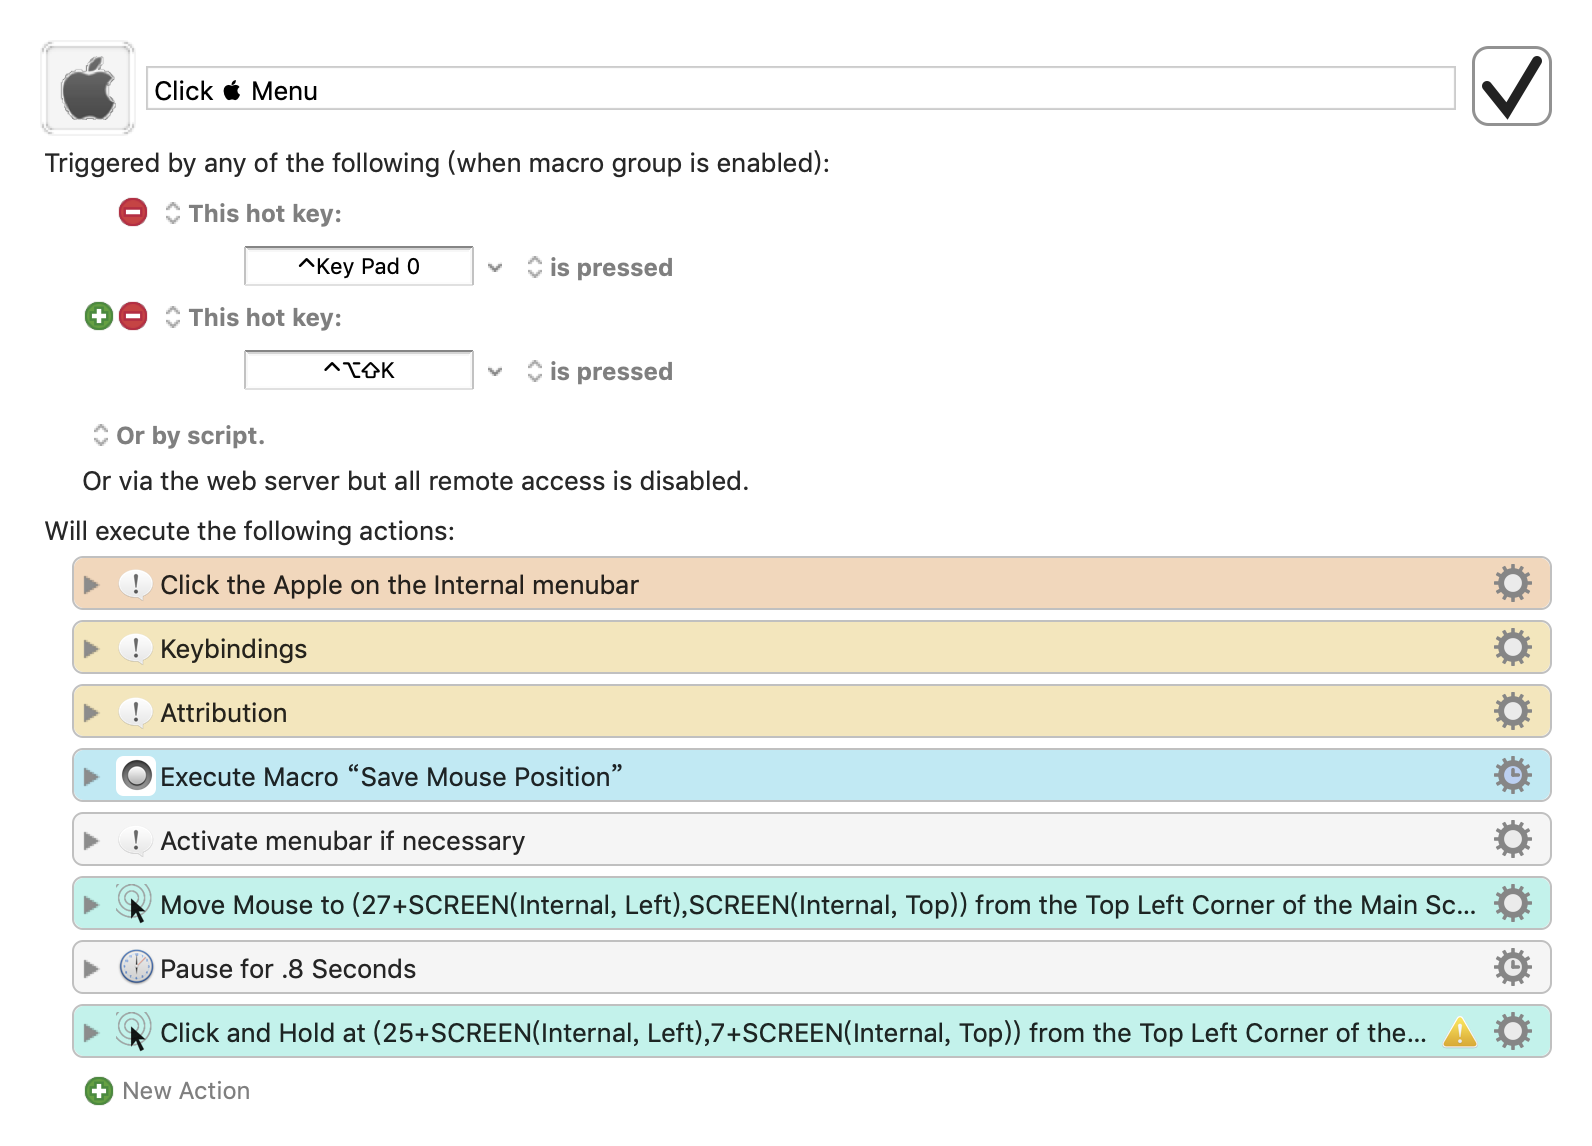 Click  Menu
Triggered by any of the following (when macro group is enabled):
This hot key:
^Key Pad 0 is pressed
This hot key:
^⌥⇧K is pressed
Or by script.
Or via the web server but all remote access is disabled.
Will execute the following actions:
Click the Apple on the Internal menubar
Keybindings
Attribution
Execute Macro “Save Mouse Position”
Activate menubar if necessary
Move Mouse to (27+SCREEN(Internal, Left),SCREEN(Internal, Top)) from the Top Left Corner of the Main Sc...
Pause for .8 Seconds
Click and Hold at (25+SCREEN(Internal, Left),7+SCREEN(Internal, Top)) from the Top Left Corner of the...
New Action